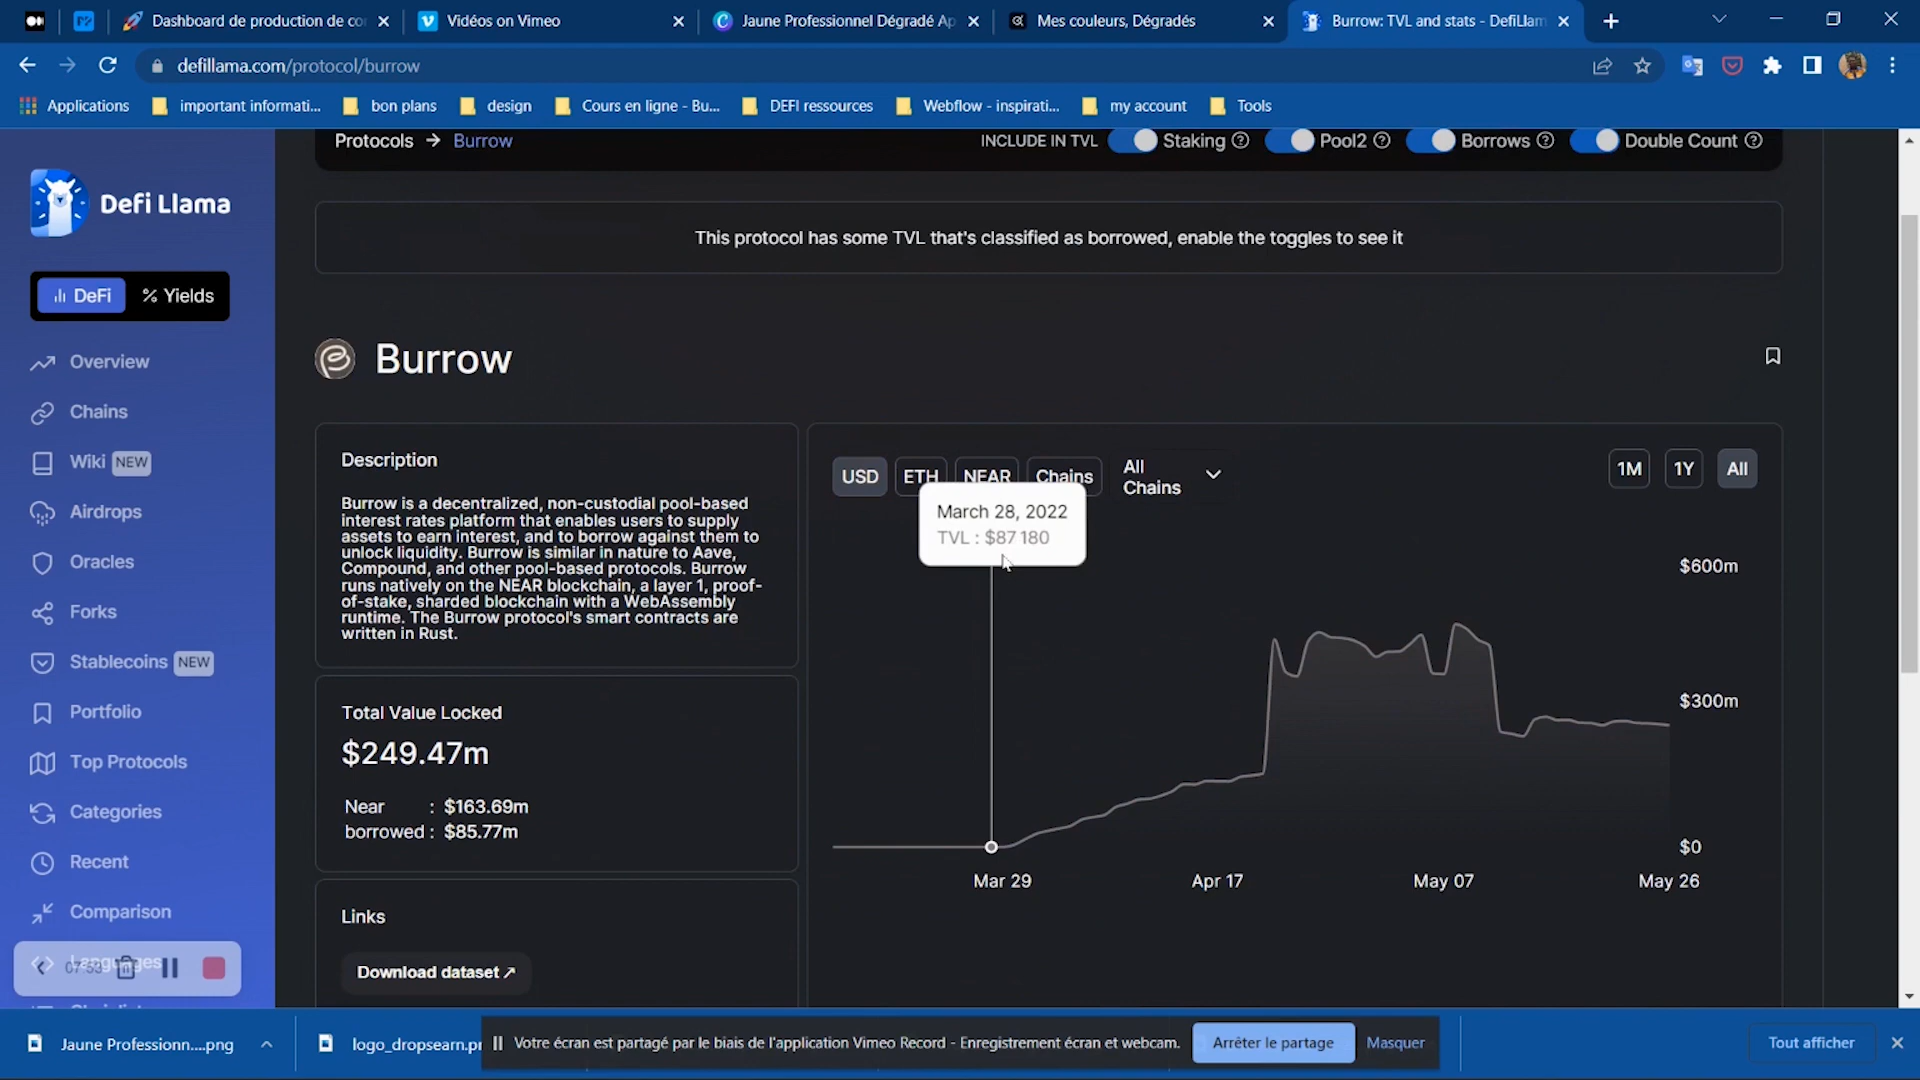 Dashboard de production de co
Vidéos on Vimeo
Jaune Professionnel Dégradé Ap
Mes couleurs, Dégradés
Burrow: TVL and stats - DefiLlam
defillama.com/protocol/burrow
Applications
important informati...
bon plans
design
Cours en ligne - Bu...
DEFI ressources
Webflow - inspirati...
my account
Tools
Protocols → Burrow
INCLUDE IN TVL
Staking
Pool2
Borrows
Double Count
Defi Llama
This protocol has some TVL that's classified as borrowed, enable the toggles to see it
DeFi
% Yields
Burrow
Overview
Chains
Wiki NEW
Airdrops
Oracles
Forks
Stablecoins NEW
Portfolio
Top Protocols
Categories
Recent
Comparison
Languages
Description
Burrow is a decentralized, non-custodial pool-based
interest rates platform that enables users to supply
assets to earn interest, and to borrow against them to
unlock liquidity. Burrow is similar in nature to Aave,
Compound, and other pool-based protocols. Burrow
runs natively on the NEAR blockchain, a layer 1, proof-
of-stake, sharded blockchain with a WebAssembly
runtime. The Burrow protocol's smart contracts are
written in Rust.
Total Value Locked
$249.47m
Near : $163.69m
borrowed : $85.77m
Links
Download dataset ↗
USD
ETH
NEAR
Chains
All
Chains
1M
1Y
All
March 28, 2022
TVL : $87 180
$600m
$300m
$0
Mar 29
Apr 17
May 07
May 26
Jaune Professionn....png
logo_dropsearn.pr
Votre écran est partagé par le biais de l'application Vimeo Record - Enregistrement écran et webcam.
Arrêter le partage
Masquer
Tout afficher